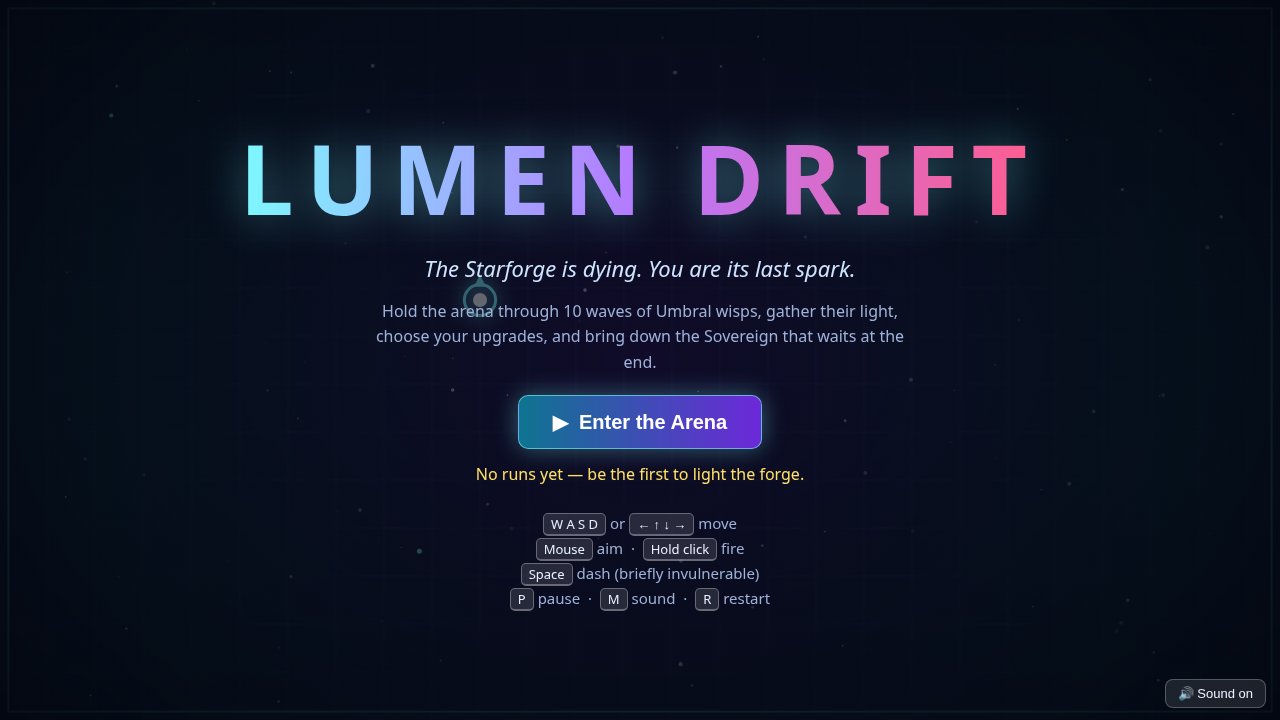 LUMEN DRIFT
The Starforge is dying. You are its last spark.
Hold the arena through 10 waves of Umbral wisps, gather their light,
choose your upgrades, and bring down the Sovereign that waits at the
end.
▶ Enter the Arena
No runs yet — be the first to light the forge.
W A S D or ← ↑ ↓ → move
Mouse aim · Hold click fire
Space dash (briefly invulnerable)
P pause · M sound · R restart
🔊 Sound on